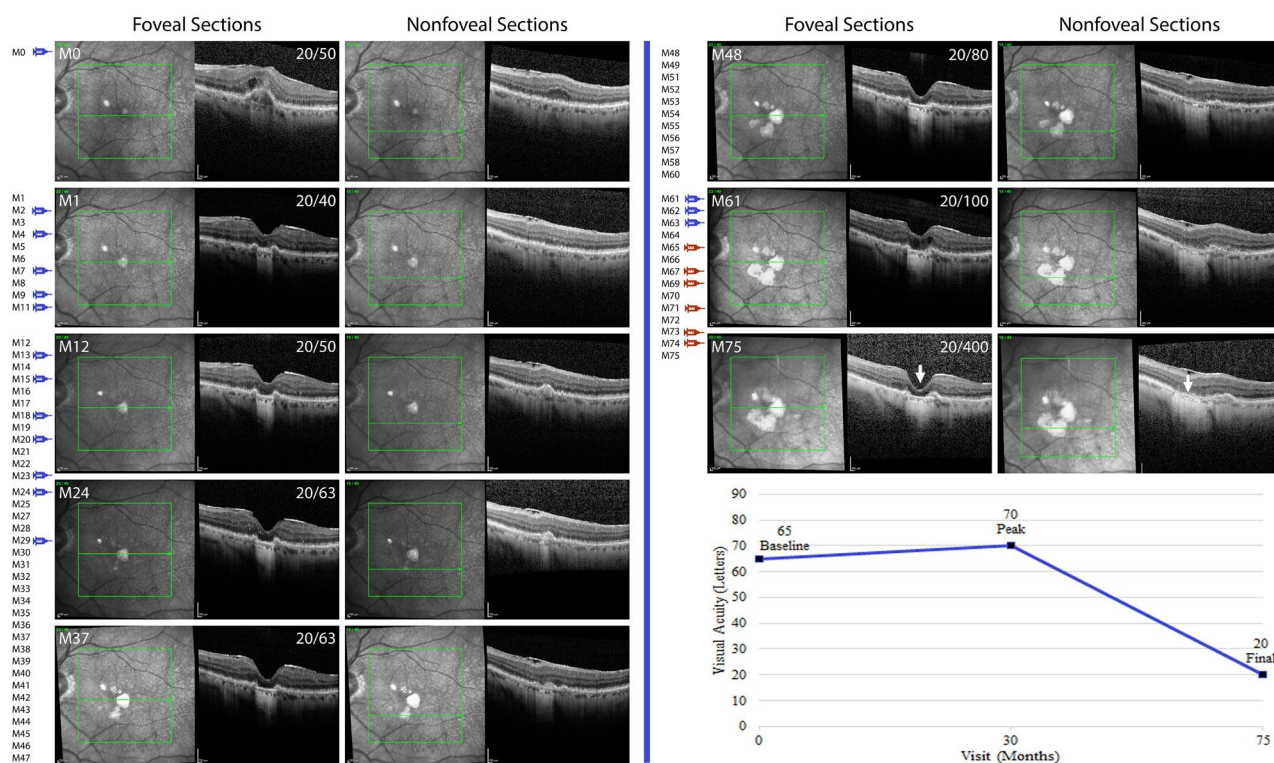 Foveal Sections
Nonfoveal Sections
M0
M0
20/50
M1
M2
M3
M4
M5
M6
M7
M8
M9
M11
M1
20/40
M12
M13
M14
M15
M16
M17
M18
M19
M20
M21
M22
M23
M12
20/50
M24
M25
M27
M28
M29
M30
M31
M32
M33
M34
M35
M24
20/63
M36
M37
M38
M39
M40
M41
M42
M43
M44
M45
M46
M47
M37
20/63
Foveal Sections
Nonfoveal Sections
M48
M49
M51
M52
M53
M54
M55
M56
M57
M58
M60
M48
20/80
M61
M62
M63
M64
M65
M66
M67
M69
M70
M71
M72
M73
M74
M75
M61
20/100
M75
20/400
Visual Acuity (Letters)
90
80
70
60
50
40
30
20
10
0
65
Baseline
70
Peak
20
Final
0
30
75
Visit (Months)